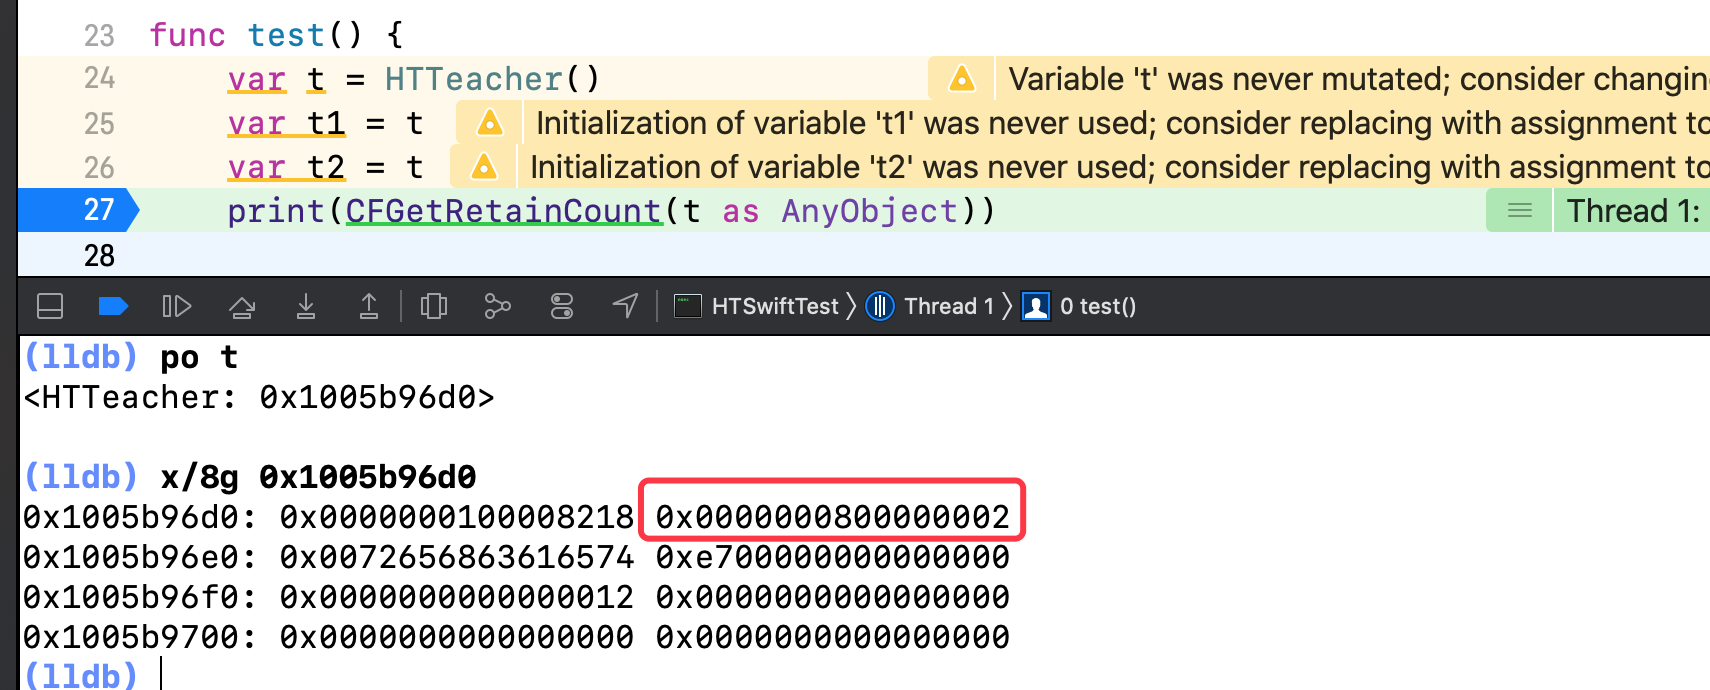 23 func test() {
24 var t = HTTeacher() Variable 't' was never mutated; consider changin
25 var t1 = t Initialization of variable 't1' was never used; consider replacing with assignment to
26 var t2 = t Initialization of variable 't2' was never used; consider replacing with assignment to
27 print(CFGetRetainCount(t as AnyObject)) Thread 1:
28
HTSwiftTest Thread 1 0 test()
(lldb) po t
<HTTeacher: 0x1005b96d0>
(lldb) x/8g 0x1005b96d0
0x1005b96d0: 0x0000000100008218 0x0000000800000002
0x1005b96e0: 0x0072656863616574 0xe700000000000000
0x1005b96f0: 0x0000000000000012 0x0000000000000000
0x1005b9700: 0x0000000000000000 0x0000000000000000
(lldb)